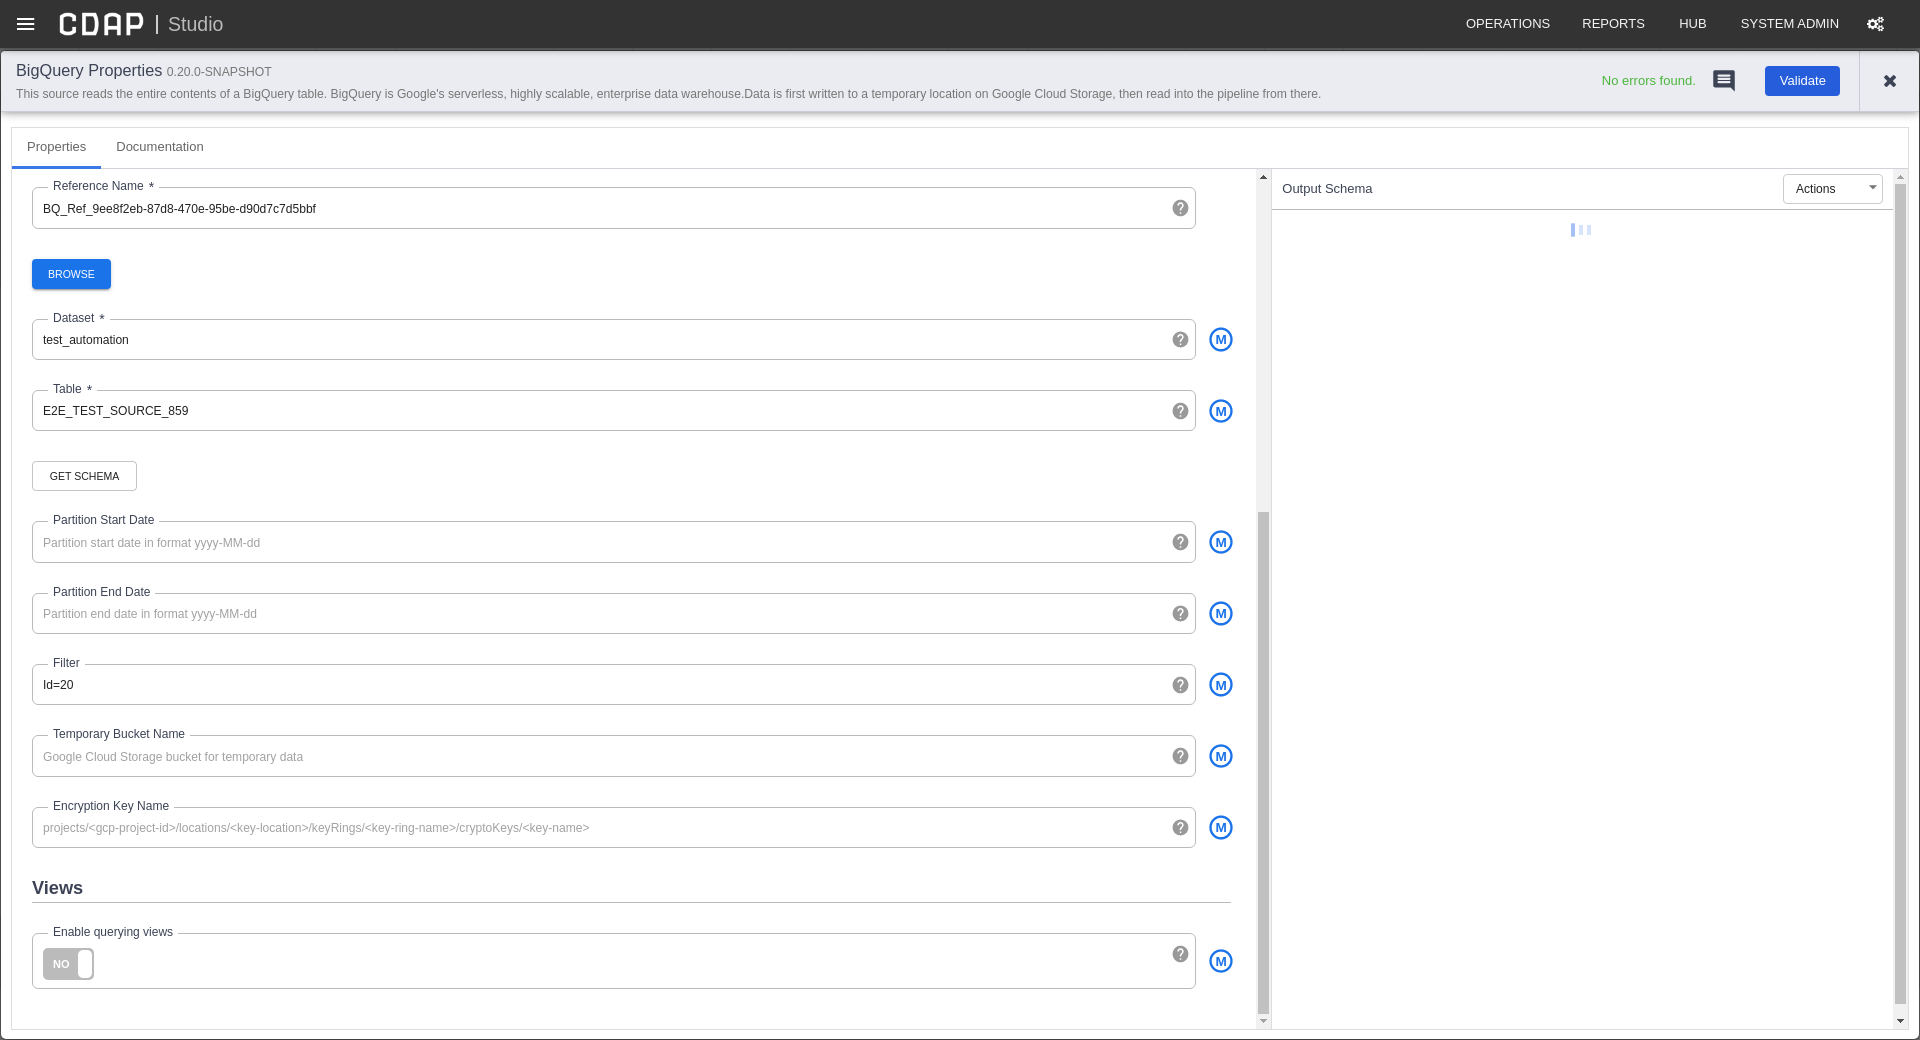 CDAP | Studio
OPERATIONS REPORTS HUB SYSTEM ADMIN
BigQuery Properties 0.20.0-SNAPSHOT
This source reads the entire contents of a BigQuery table. BigQuery is Google's serverless, highly scalable, enterprise data warehouse.Data is first written to a temporary location on Google Cloud Storage, then read into the pipeline from there.
No errors found.
Validate
Properties Documentation
Reference Name *
BQ_Ref_9ee8f2eb-87d8-470e-95be-d90d7c7d5bbf
?
BROWSE
Dataset *
test_automation
? M
Table *
E2E_TEST_SOURCE_859
? M
GET SCHEMA
Partition Start Date
Partition start date in format yyyy-MM-dd
? M
Partition End Date
Partition end date in format yyyy-MM-dd
? M
Filter
Id=20
? M
Temporary Bucket Name
Google Cloud Storage bucket for temporary data
? M
Encryption Key Name
projects/<gcp-project-id>/locations/<key-location>/keyRings/<key-ring-name>/cryptoKeys/<key-name>
? M
Views
Enable querying views
NO
? M
Output Schema
Actions